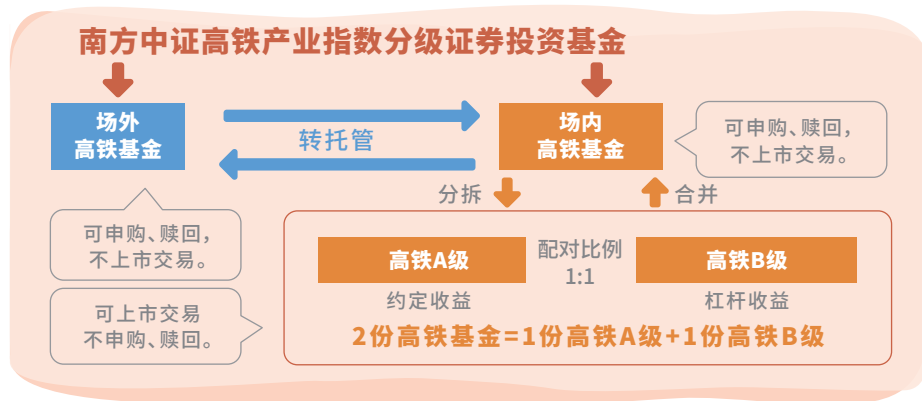 南方中证高铁产业指数分级证券投资基金
场外
高铁基金
转托管
场内
高铁基金
可申购、赎回，
不上市交易。
分拆
合并
可申购、赎回，
不上市交易。
可上市交易
不申购、赎回。
高铁A级
配对比例
1:1
高铁B级
约定收益
杠杆收益
2份高铁基金=1份高铁A级+1份高铁B级